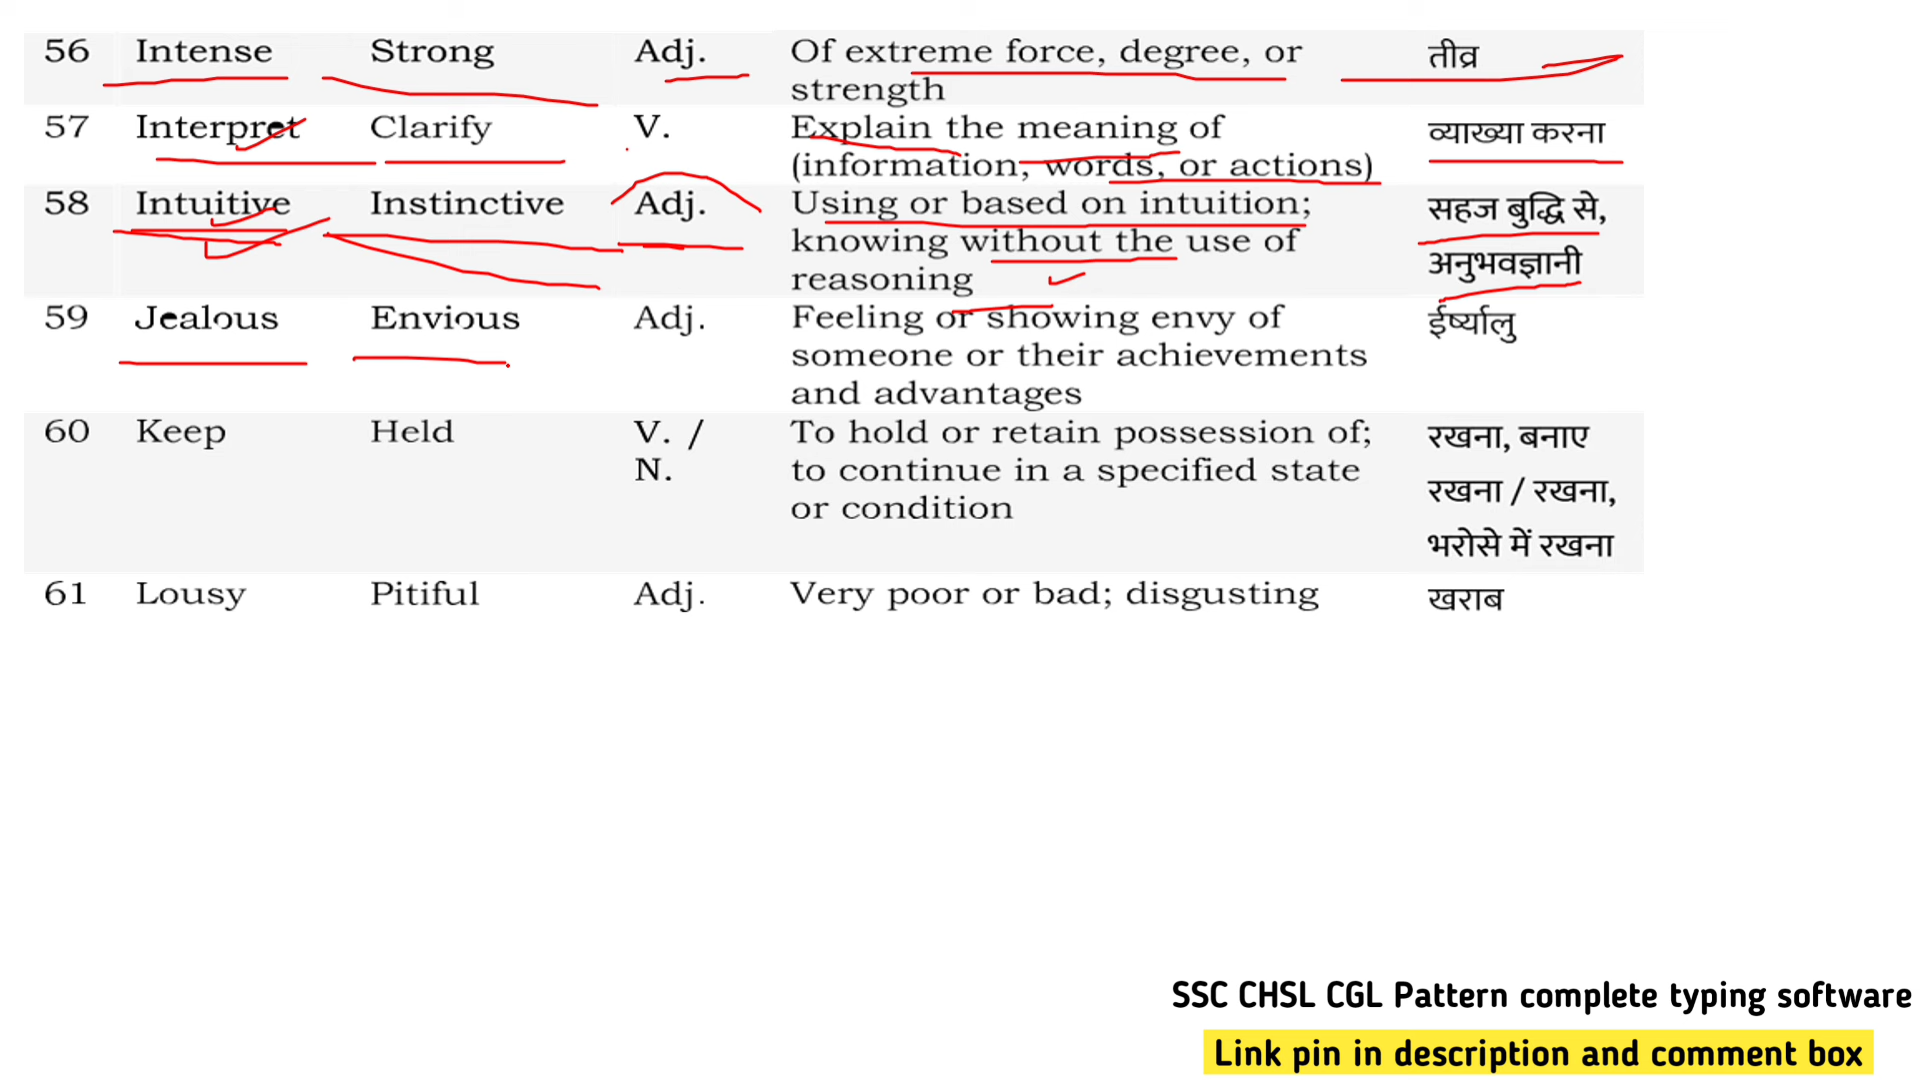 56 Intense Strong Adj. Of extreme force, degree, or तीव्र
strength
57 Interpret Clarify V. Explain the meaning of व्याख्या करना
(information, words, or actions)
58 Intuitive Instinctive Adj. Using or based on intuition; सहज बुद्धि से,
knowing without the use of अनुभवज्ञानी
reasoning
59 Jealous Envious Adj. Feeling or showing envy of ईर्ष्यालु
someone or their achievements
and advantages
60 Keep Held V. / To hold or retain possession of; रखना, बनाए
N. to continue in a specified state रखना / रखना,
or condition भरोसे में रखना
61 Lousy Pitiful Adj. Very poor or bad; disgusting खराब
SSC CHSL CGL Pattern complete typing software
Link pin in description and comment box